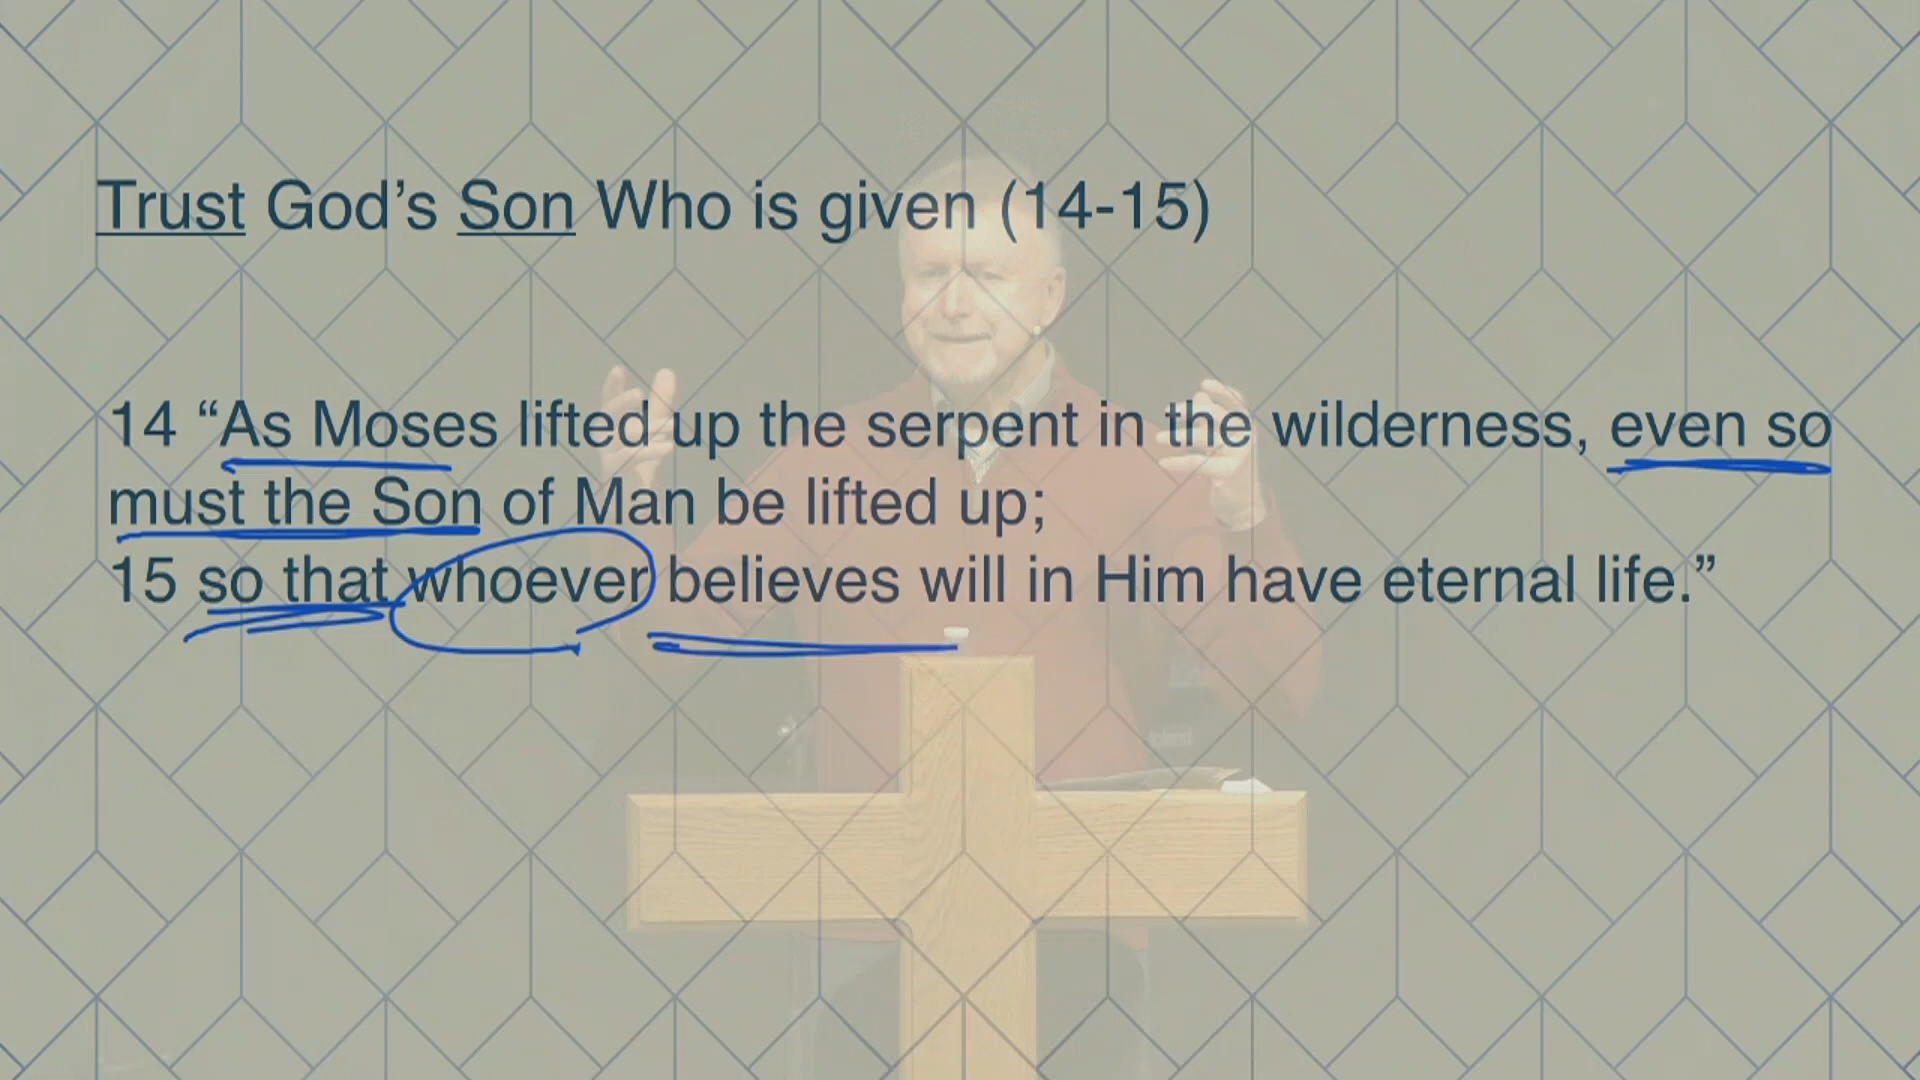 Trust God’s Son Who is given (14-15)
14 “As Moses lifted up the serpent in the wilderness, even so
must the Son of Man be lifted up;
15 so that whoever believes will in Him have eternal life.”